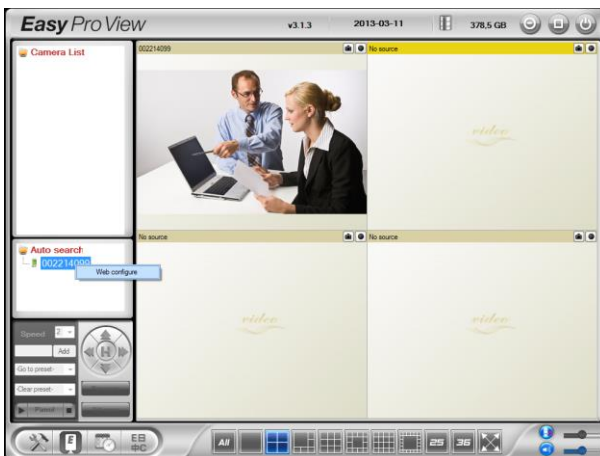 Easy Pro View
v3.1.3
2013-03-11
378,5 GB
Camera List
002214099
No source
Auto search
002214099
Web configure
No source
No source
video
video
video
Speed
2
Add
Go to preset-
-Clear preset-
H
E
All
25
36